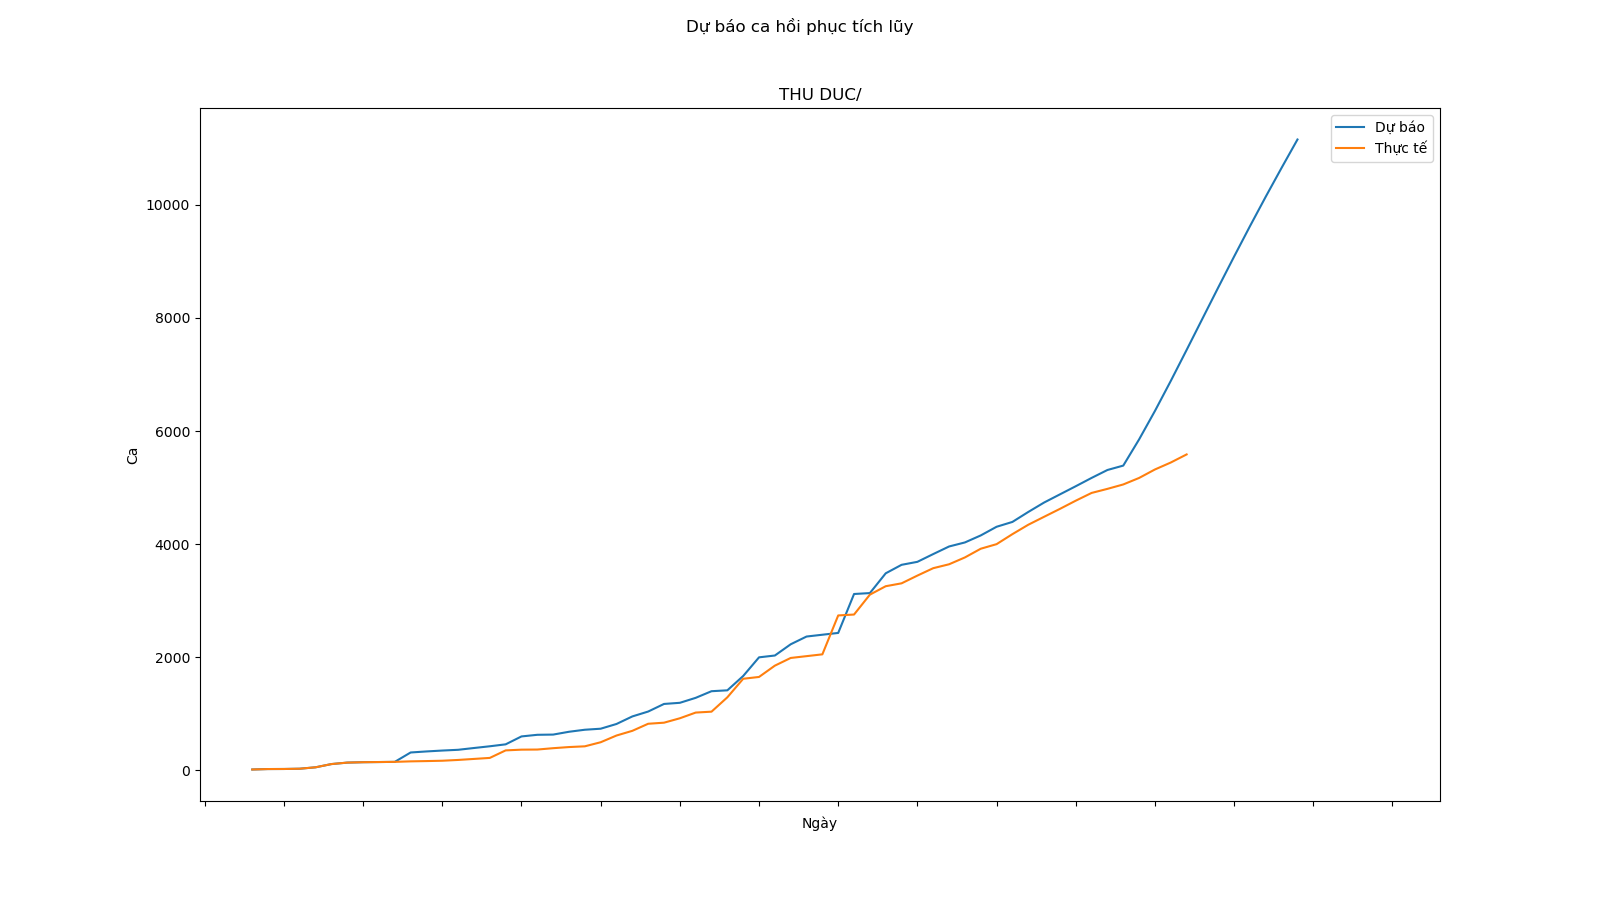 Dự báo ca hồi phục tích lũy
THU DUC/
Dự báo
Thực tế
10000
8000
6000
4000
2000
0
Ca
Ngày